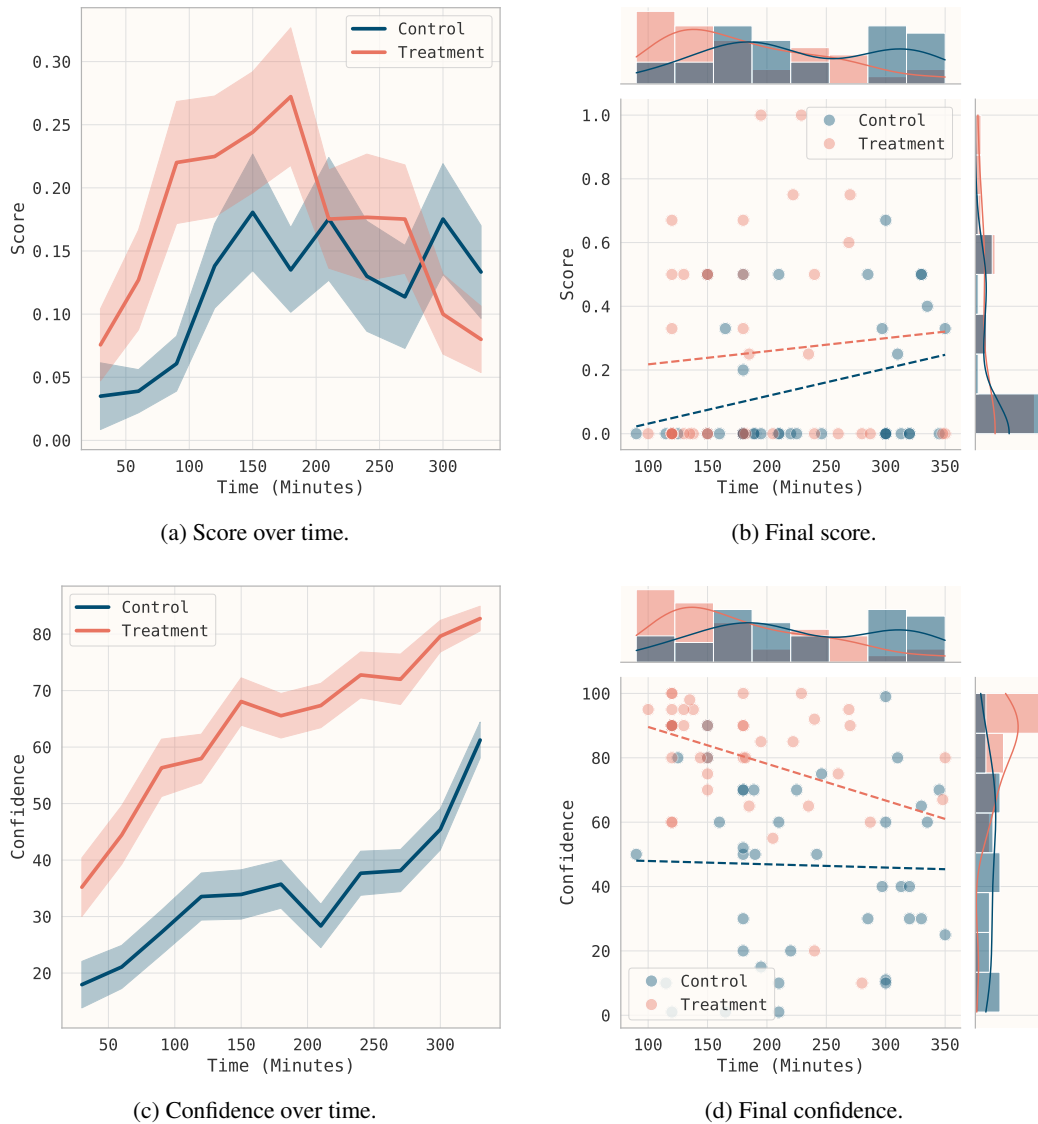 Control
Treatment
0.30
0.25
0.20
0.15
0.10
0.05
0.00
Score
50
100
150
200
250
300
Time (Minutes)
(a) Score over time.
Control
Treatment
1.0
0.8
0.6
0.4
0.2
0.0
Score
100
150
200
250
300
350
Time (Minutes)
(b) Final score.
Control
Treatment
80
70
60
50
40
30
20
Confidence
50
100
150
200
250
300
Time (Minutes)
(c) Confidence over time.
100
80
60
40
20
0
Confidence
Control
Treatment
100
150
200
250
300
350
Time (Minutes)
(d) Final confidence.